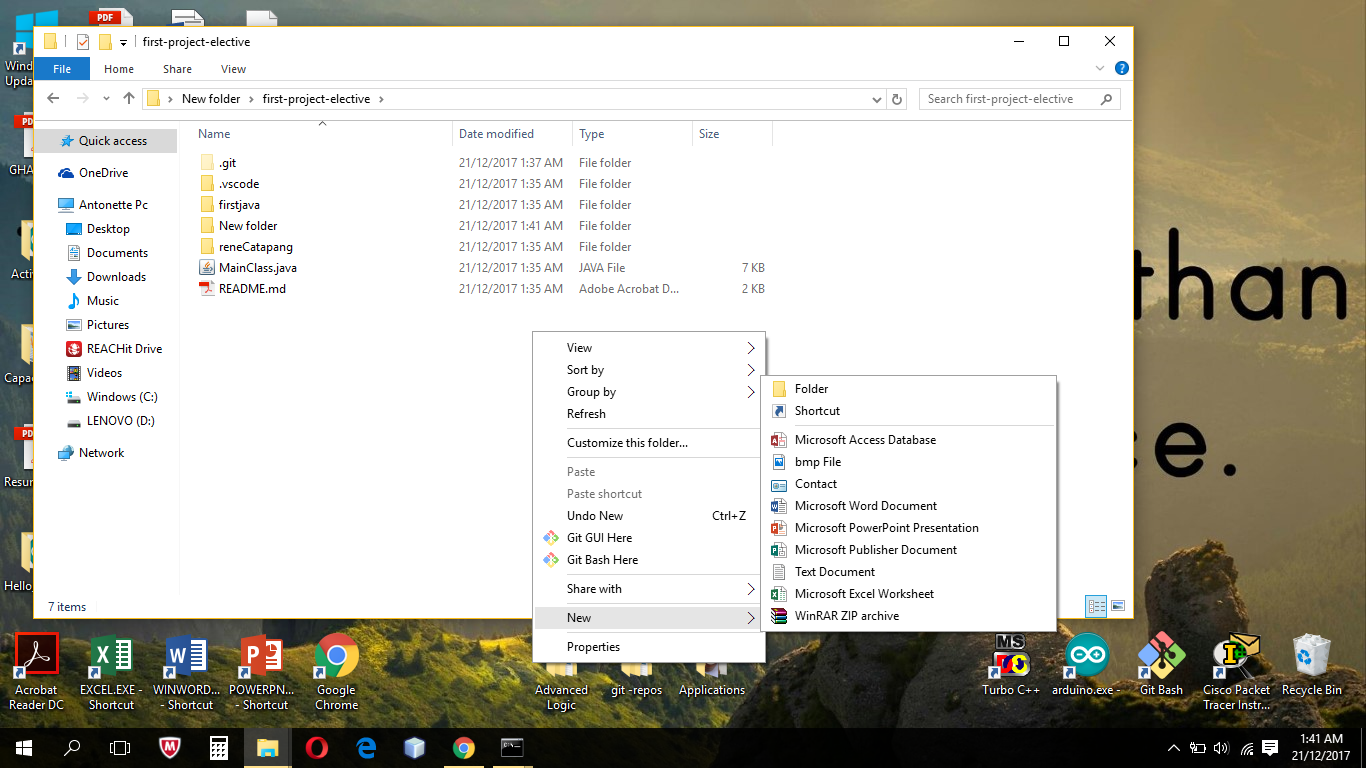 first-project-elective
File Home Share View
New folder first-project-elective
Search first-project-elective
Name Date modified Type Size
Quick access
OneDrive
Antonette Pc
Desktop
Documents
Downloads
Music
Pictures
REACHit Drive
Videos
Windows (C:)
LENOVO (D:)
Network
.git 21/12/2017 1:37 AM File folder
.vscode 21/12/2017 1:35 AM File folder
firstjava 21/12/2017 1:35 AM File folder
New folder 21/12/2017 1:41 AM File folder
reneCatapang 21/12/2017 1:35 AM File folder
MainClass.java 21/12/2017 1:35 AM JAVA File 7 KB
README.md 21/12/2017 1:35 AM Adobe Acrobat D... 2 KB
View
Sort by
Group by
Refresh
Customize this folder...
Paste
Paste shortcut
Undo New Ctrl+Z
Git GUI Here
Git Bash Here
Share with
New
Properties
Folder
Shortcut
Microsoft Access Database
bmp File
Contact
Microsoft Word Document
Microsoft PowerPoint Presentation
Microsoft Publisher Document
Text Document
Microsoft Excel Worksheet
WinRAR ZIP archive
7 items
than
PDF
Acrobat
Reader DC
EXCEL.EXE -
Shortcut
WINWORD...
- Shortcut
POWERPN...
- Shortcut
Google
Chrome
Advanced
Logic
git -repos
Applications
MS
Turbo C++
arduino.exe -
Git Bash
Cisco Packet
Tracer Instr...
Recycle Bin
1:41 AM
21/12/2017